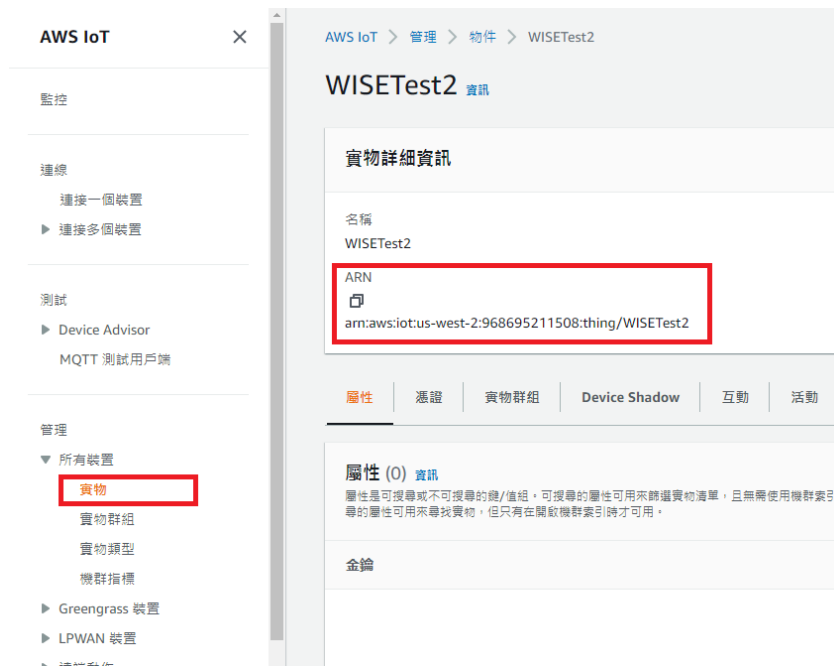 AWS IoT
監控
連線
連接一個裝置
連接多個裝置
測試
Device Advisor
MQTT 測試用戶端
管理
所有裝置
實物
實物群組
實物類型
機群指標
Greengrass 裝置
LPWAN 裝置
AWS IoT > 管理 > 物件 > WISETest2
WISETest2 資訊
實物詳細資訊
名稱
WISETest2
ARN
arn:aws:iot:us-west-2:968695211508:thing/WISETest2
屬性 憑證 實物群組 Device Shadow 互動 活動
屬性 (0) 資訊
屬性是可搜尋或不可搜尋的鍵/值組。可搜尋的屬性可用來篩選實物清單，且無需使用機群索引
尋的屬性可用來尋找實物，但只有在開啟機群索引時才可用。
金鑰